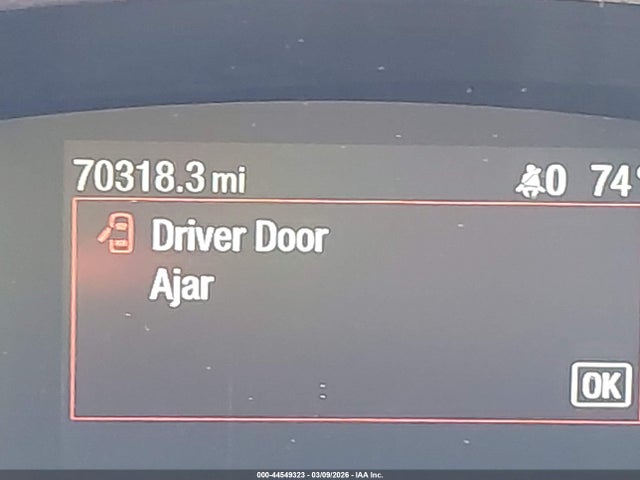 70318.3 mi 0 74°
Driver Door
Ajar
OK
000-44549323 - 03/09/2026 - IAA Inc.